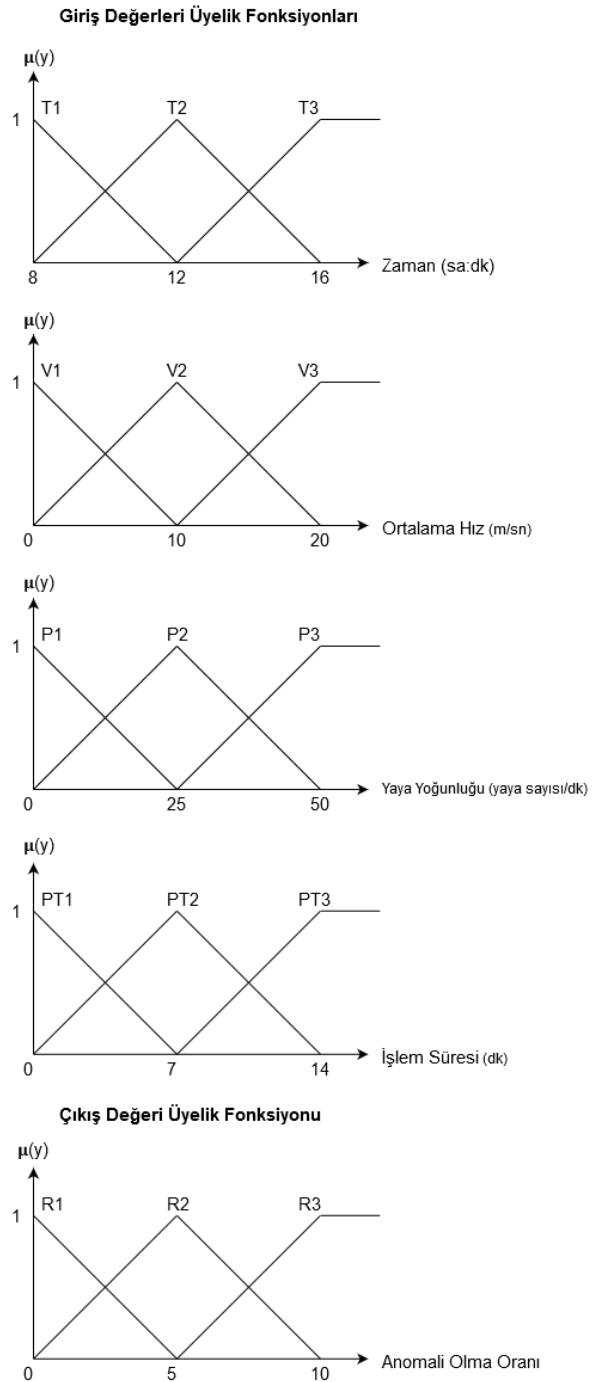 Giriş Değerleri Üyelik Fonksiyonları
μ(y)
1 T1 T2 T3
8 12 16 Zaman (sa:dk)
μ(y)
1 V1 V2 V3
0 10 20 Ortalama Hız (m/sn)
μ(y)
1 P1 P2 P3
0 25 50 Yaya Yoğunluğu (yaya sayısı/dk)
μ(y)
1 PT1 PT2 PT3
0 7 14 İşlem Süresi (dk)
Çıkış Değeri Üyelik Fonksiyonu
μ(y)
1 R1 R2 R3
0 5 10 Anomali Olma Oranı